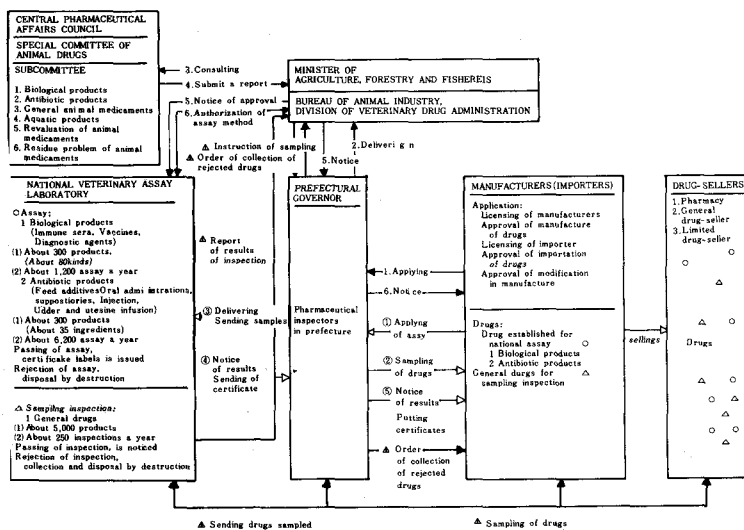 CENTRAL PHARMACEUTICAL
AFFAIRS COUNCIL
SPECIAL COMMITTEE OF
ANIMAL DRUGS
SUBCOMMITTEE
1. Biological products
2. Antibiotic products
3. General animal medicaments
4. Aquatic products
5. Revaluation of animal
medicaments
6. Residue problem of animal
medicaments
3. Consulting
4. Submit a report
5. Notice of approval
6. Authorization of
assay method
MINISTER OF
AGRICULTURE, FORESTRY AND FISHEREIS
BUREAU OF ANIMAL INDUSTRY,
DIVISION OF VETERINARY DRUG ADMINISTRATION
△ Instruction of sampling
△ Order of collection of
rejected drugs
5. Notice
2. Deliveri g n
NATIONAL VETERINARY ASSAY
LABORATORY
○ Assay:
1 Biological products
(Immune sera, Vaccines,
Diagnostic agents)
(1) About 300 products,
(About 80kinds)
(2) About 1,200 assay a year
2 Antibiotic products
(Feed additivesOral admi istrations,
suppostiories, Injection,
Udder and utesine infusion)
(1) About 300 products
(About 35 ingredients)
(2) About 6,200 assay a year
Passing of assay,
certificake labels is issued
Rejection of assay,
disposal by destruction
△ Sampling inspection:
1 General drugs
(1) About 5,000 products
(2) About 250 inspections a year
Passing of inspection, is noticed
Rejection of inspection,
collection and disposal by destruction
△ Report
of results
of inspection
③ Delivering
Sending samples
④ Notice
of results
Sending of
certificate
PREFECTURAL
GOVERNOR
Pharmaceutical
inspectors
in prefecture
1. Applying
6. Notice
① Applyng
of assy
② Sampling
of drugs
⑤ Notice
of results
Putting
certificates
△ Order
of collection
of rejected
drugs
MANUFACTURERS (IMPORTERS)
Application:
Licensing of manufacturers
Approval of manufacture
of drugs
Licensing of importer
Approval of importation
of drugs
Approval of modification
in manufacture
Drugs:
Drug established for
national assay ○
1 Biological products
2 Antibiotic products
General durgs for △
sampling inspection
sellings
DRUG-SELLERS
1. Pharmacy
2. General
drug-seller
3. Limited
drug-seller
Drugs
△ Sending drugs sampled
△ Sampling of drugs